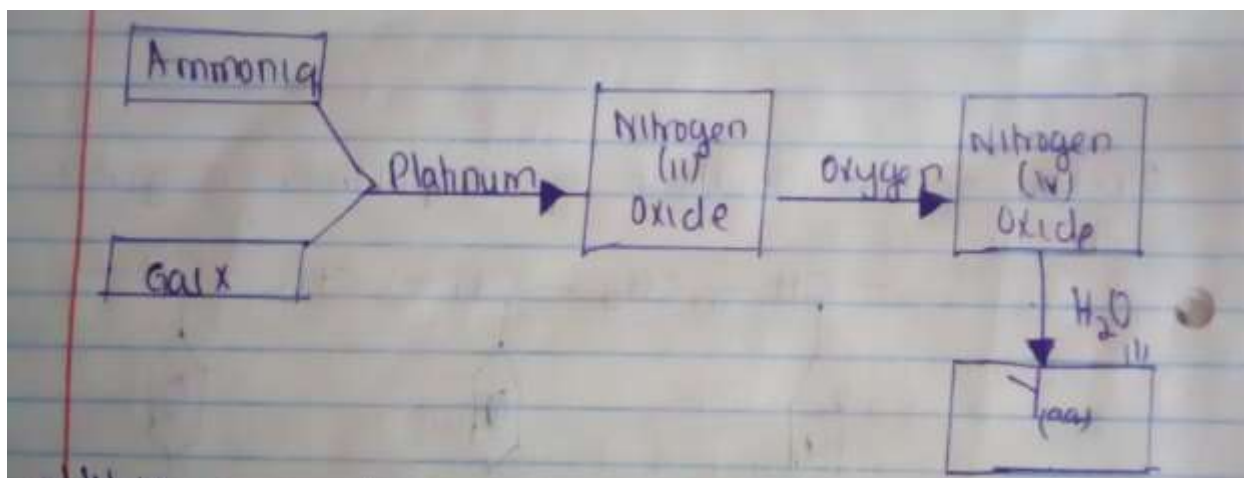 Ammonia
Gas X
Platinum
Nitrogen
(II)
Oxide
Oxygen
Nitrogen
(IV)
Oxide
H₂O
Y(aq)